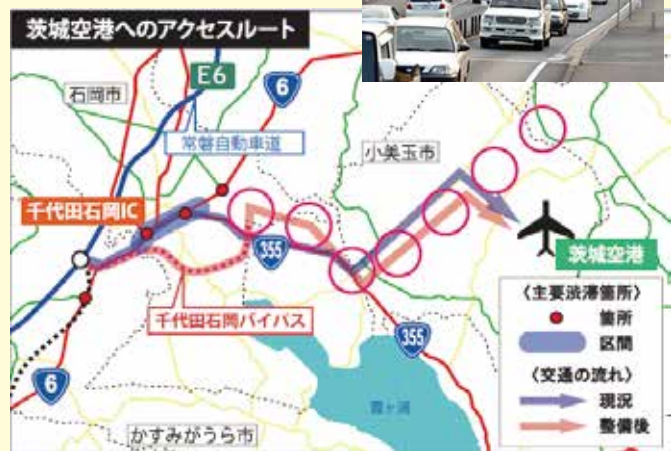 茨城空港へのアクセスルート
E6
6
石岡市
常磐自動車道
小美玉市
千代田石岡IC
355
茨城空港
千代田石岡バイパス
355
〈主要渋滞箇所〉
箇所
区間
〈交通の流れ〉
現況
整備後
6
霞ヶ浦
かすみがうら市